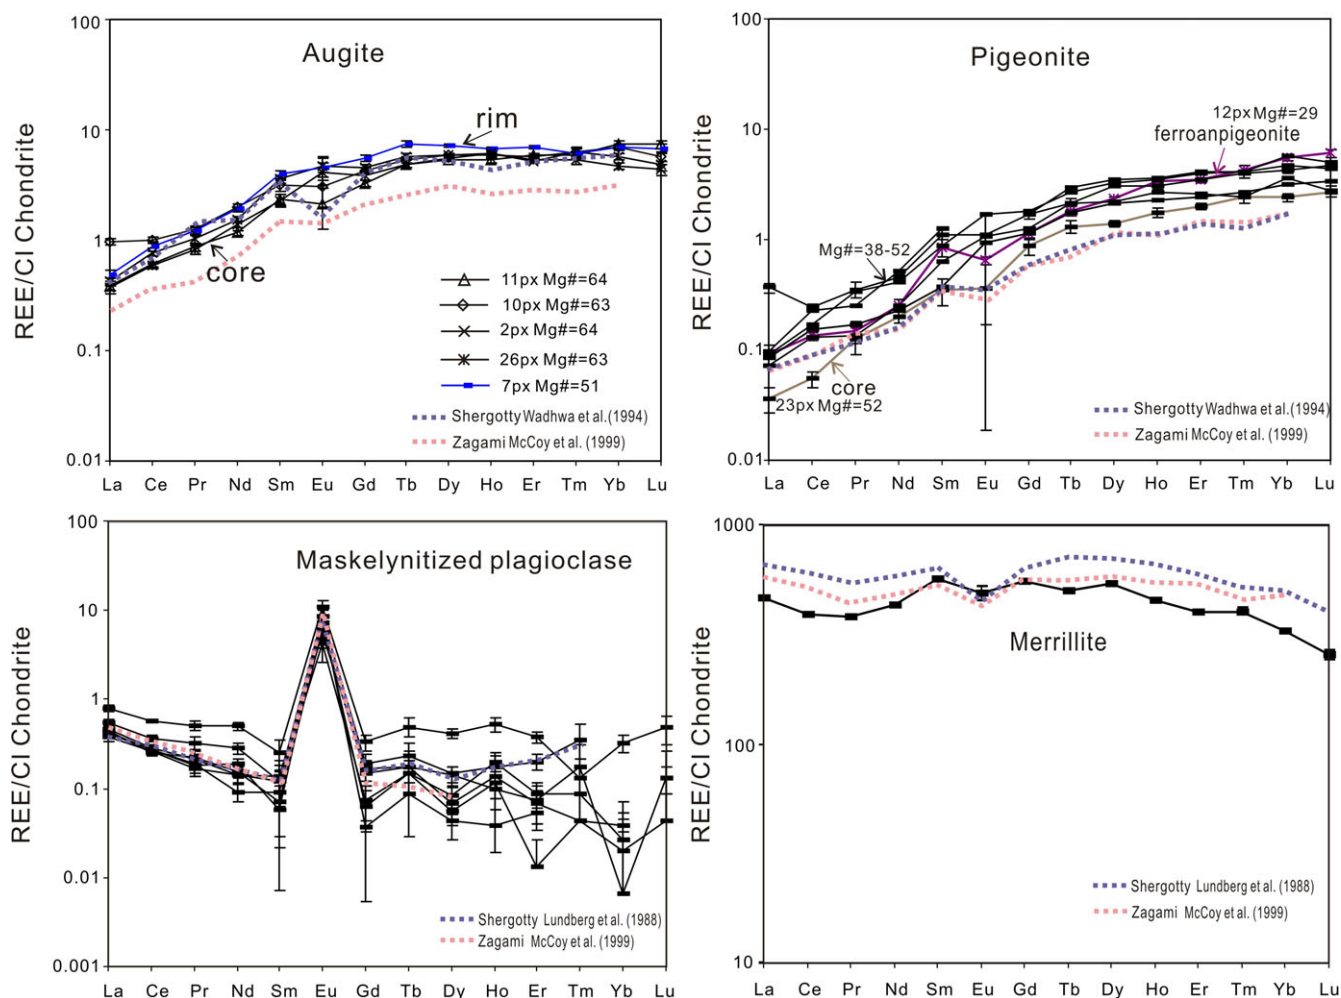 REE/CI Chondrite
100
10
1
0.1
0.01
Augite
rim
core
11px Mg#=64
10px Mg#=63
2px Mg#=64
26px Mg#=63
7px Mg#=51
Shergotty Wadhwa et al.(1994)
Zagami McCoy et al. (1999)
La Ce Pr Nd Sm Eu Gd Tb Dy Ho Er Tm Yb Lu
REE/CI Chondrite
100
10
1
0.1
0.01
Pigeonite
12px Mg#=29
ferroanpigeonite
Mg#=38-52
core
23px Mg#=52
Shergotty Wadhwa et al. (1994)
Zagami McCoy et al. (1999)
La Ce Pr Nd Sm Eu Gd Tb Dy Ho Er Tm Yb Lu
REE/CI Chondrite
100
10
1
0.1
0.01
0.001
Maskelynitized plagioclase
Shergotty Lundberg et al. (1988)
Zagami McCoy et al. (1999)
La Ce Pr Nd Sm Eu Gd Tb Dy Ho Er Tm Yb Lu
REE/CI Chondrite
1000
100
10
Merrillite
Shergotty Lundberg et al. (1988)
Zagami McCoy et al. (1999)
La Ce Pr Nd Sm Eu Gd Tb Dy Ho Er Tm Yb Lu